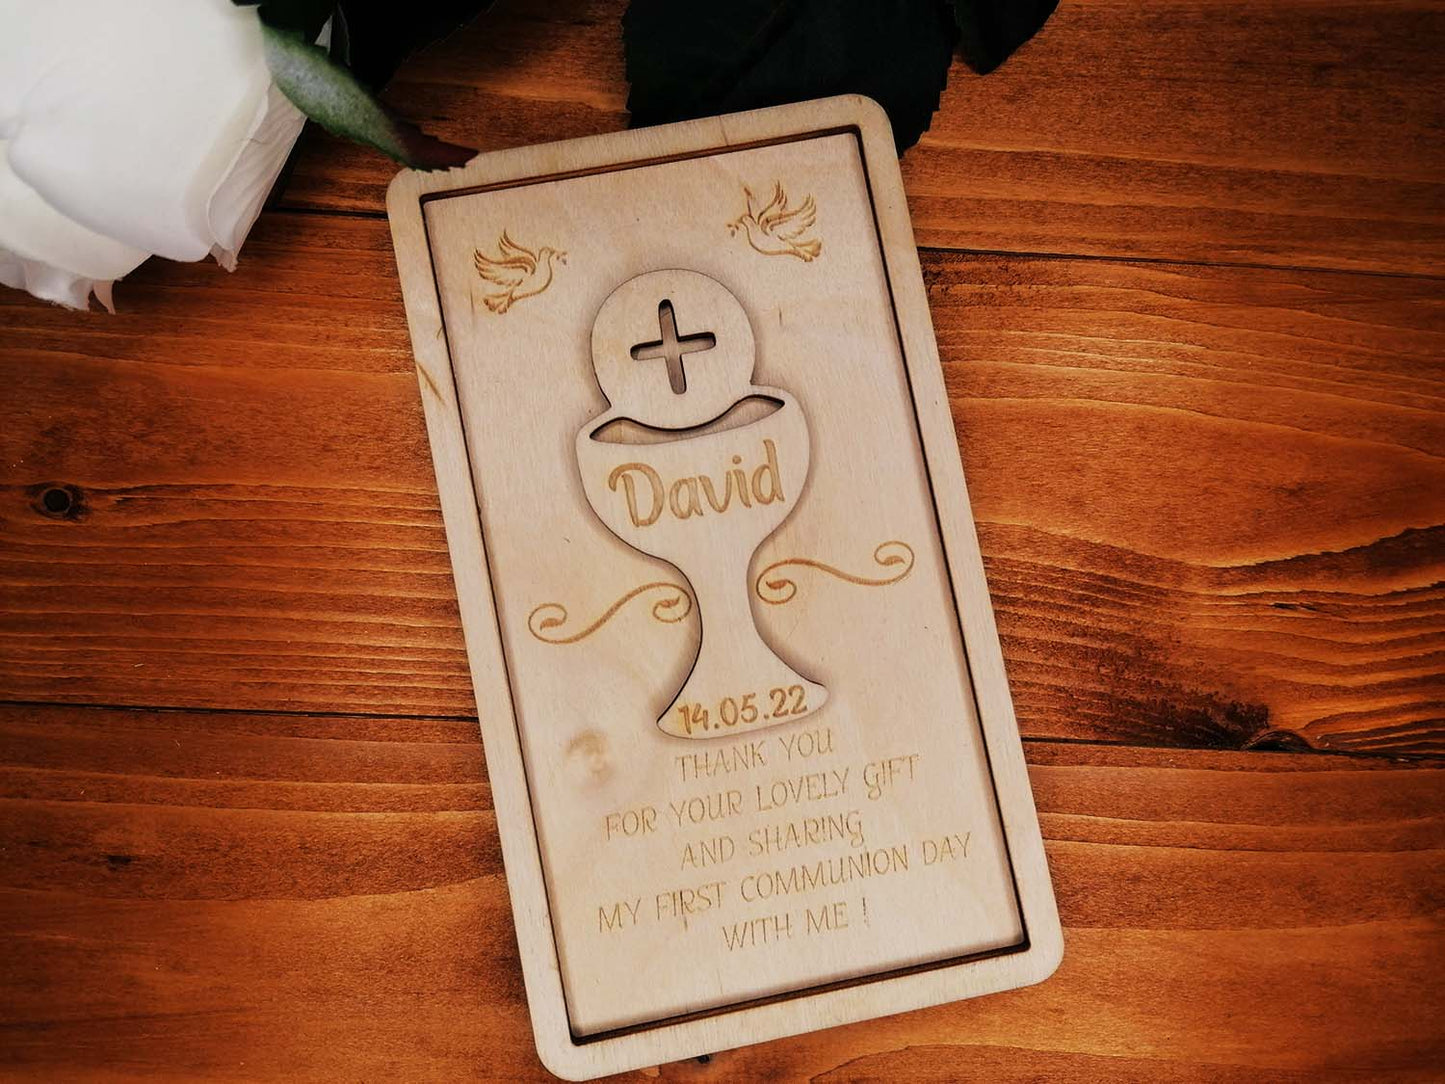 David
14.05.22
THANK YOU
FOR YOUR LOVELY GIFT
AND SHARING
MY FIRST COMMUNION DAY
WITH ME !